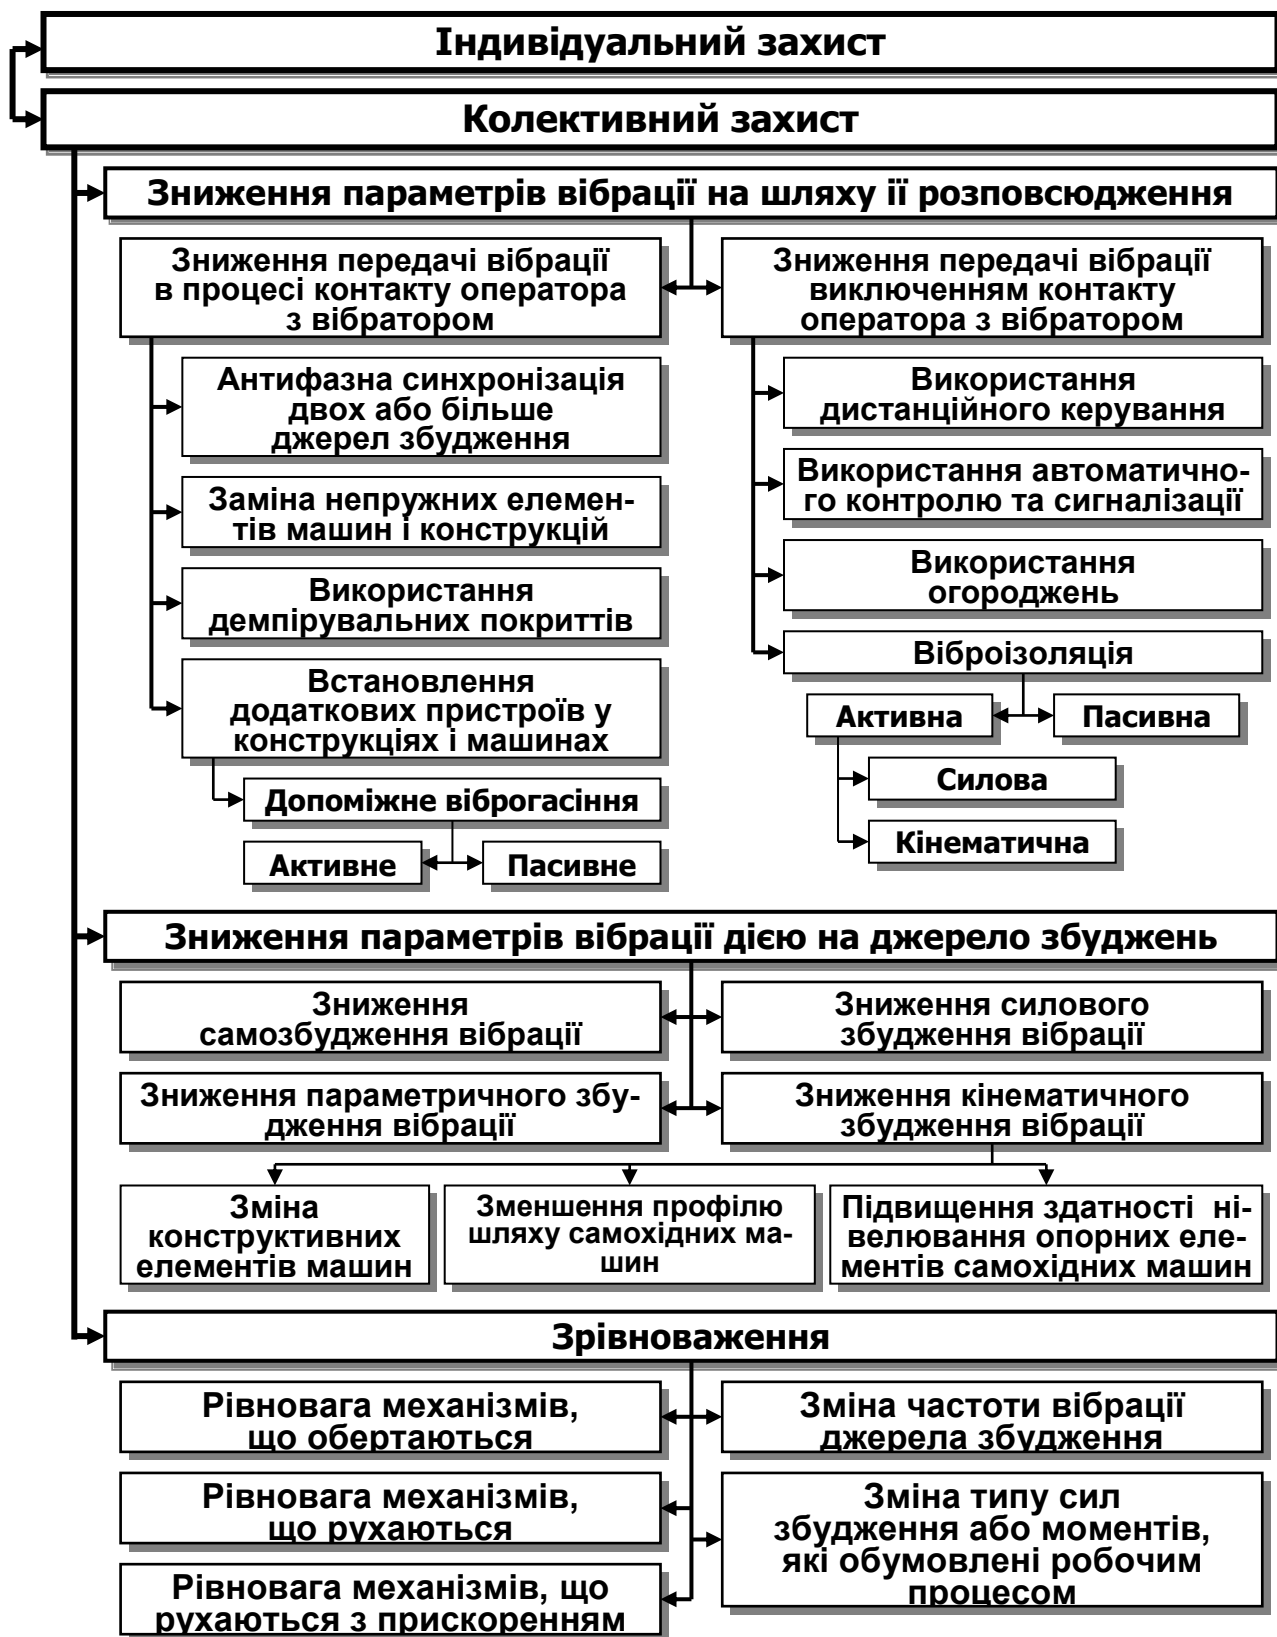 Індивідуальний захист
Колективний захист
Зниження параметрів вібрації на шляху її розповсюдження
Зниження передачі вібрації
в процесі контакту оператора
з вібратором
Антифазна синхронізація
двох або більше
джерел збудження
Заміна непружних елемен-
тів машин і конструкцій
Використання
демпірувальних покриттів
Встановлення
додаткових пристроїв у
конструкціях і машинах
Допоміжне віброгасіння
Активне
Пасивне
Зниження передачі вібрації
виключенням контакту
оператора з вібратором
Використання
дистанційного керування
Використання автоматично-
го контролю та сигналізації
Використання
огороджень
Віброізоляція
Активна
Пасивна
Силова
Кінематична
Зниження параметрів вібрації дією на джерело збуджень
Зниження
самозбудження вібрації
Зниження силового
збудження вібрації
Зниження параметричного збу-
дження вібрації
Зниження кінематичного
збудження вібрації
Зміна
конструктивних
елементів машин
Зменшення профілю
шляху самохідних ма-
шин
Підвищення здатності ні-
велювання опорних еле-
ментів самохідних машин
Зрівноваження
Рівновага механізмів,
що обертаються
Рівновага механізмів,
що рухаються
Рівновага механізмів, що
рухаються з прискоренням
Зміна частоти вібрації
джерела збудження
Зміна типу сил
збудження або моментів,
які обумовлені робочим
процесом